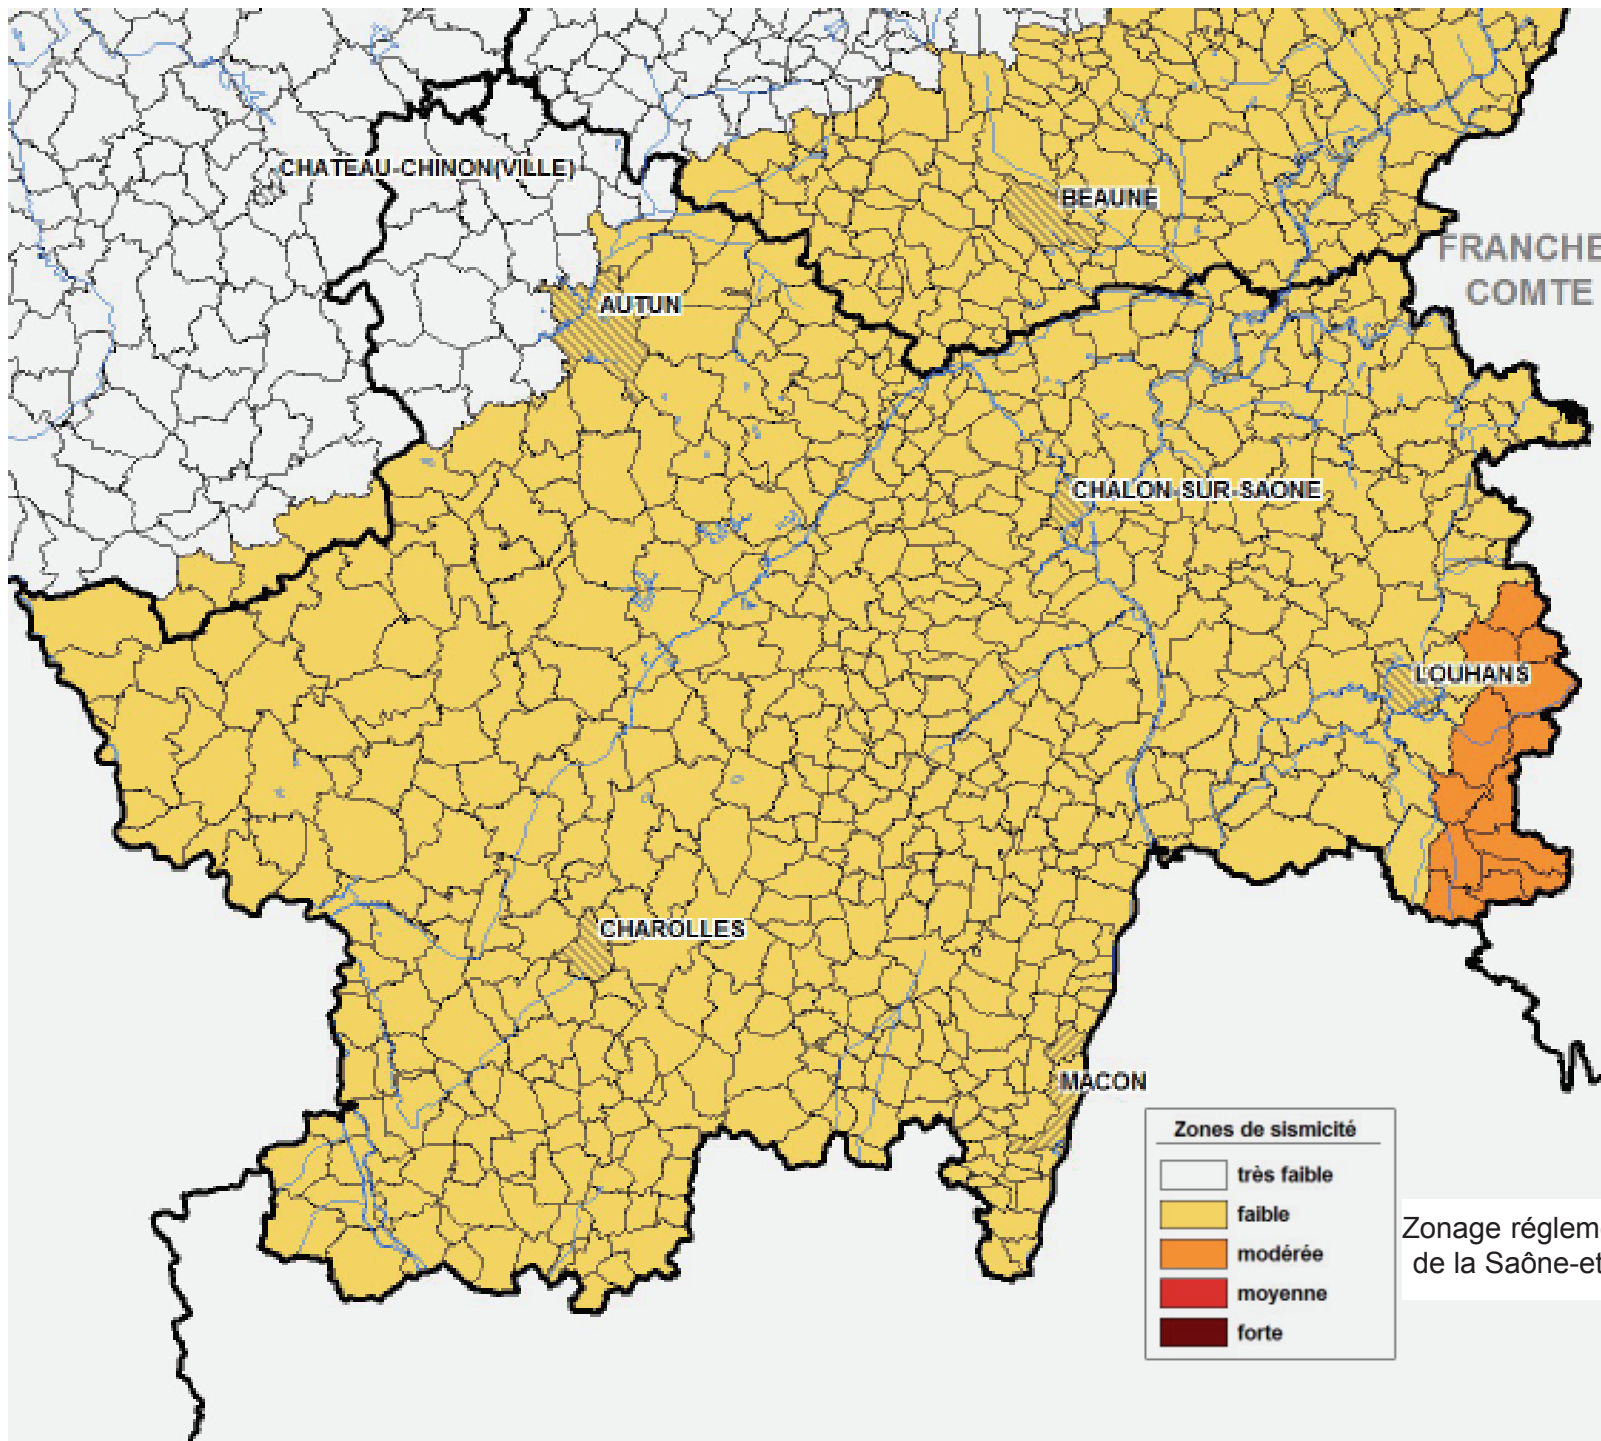 CHATEAU-CHINON(VILLE)
BEAUNE
FRANCHE
COMTE
AUTUN
CHALON-SUR-SAONE
LOUHANS
CHAROLLES
MACON
Zones de sismicité
très faible
faible
modérée
moyenne
forte
Zonage réglem
de la Saône-et